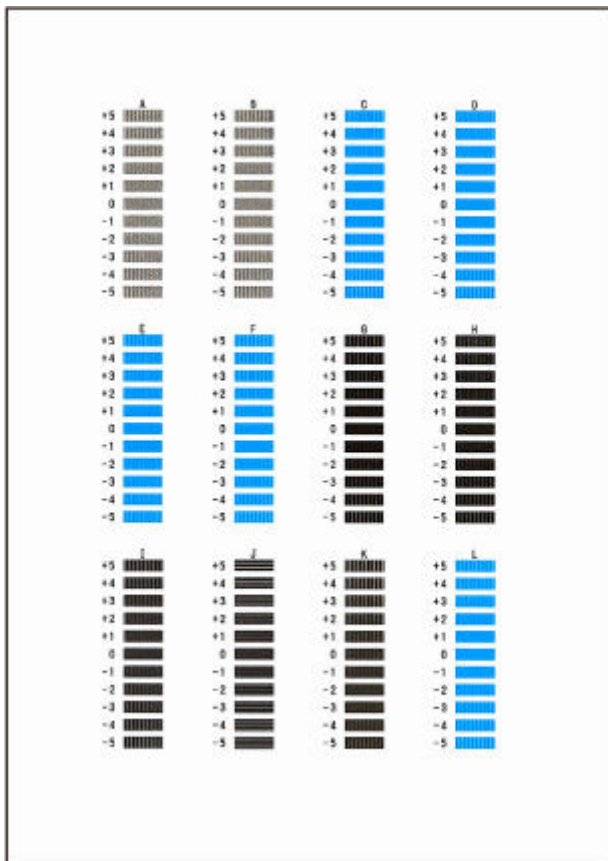 A B C D
+5 +5 +5 +5
+4 +4 +4 +4
+3 +3 +3 +3
+2 +2 +2 +2
+1 +1 +1 +1
0 0 0 0
-1 -1 -1 -1
-2 -2 -2 -2
-3 -3 -3 -3
-4 -4 -4 -4
-5 -5 -5 -5
E F G H
+5 +5 +5 +5
+4 +4 +4 +4
+3 +3 +3 +3
+2 +2 +2 +2
+1 +1 +1 +1
0 0 0 0
-1 -1 -1 -1
-2 -2 -2 -2
-3 -3 -3 -3
-4 -4 -4 -4
-5 -5 -5 -5
I J K L
+5 +5 +5 +5
+4 +4 +4 +4
+3 +3 +3 +3
+2 +2 +2 +2
+1 +1 +1 +1
0 0 0 0
-1 -1 -1 -1
-2 -2 -2 -2
-3 -3 -3 -3
-4 -4 -4 -4
-5 -5 -5 -5